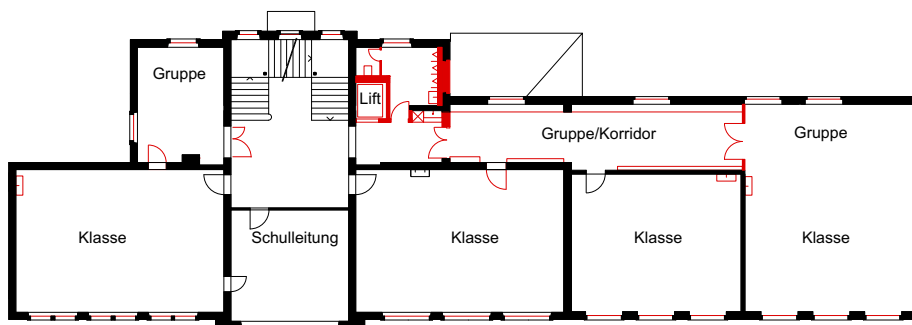 Gruppe
Lift
Gruppe/Korridor
Gruppe
Klasse
Schulleitung
Klasse
Klasse
Klasse